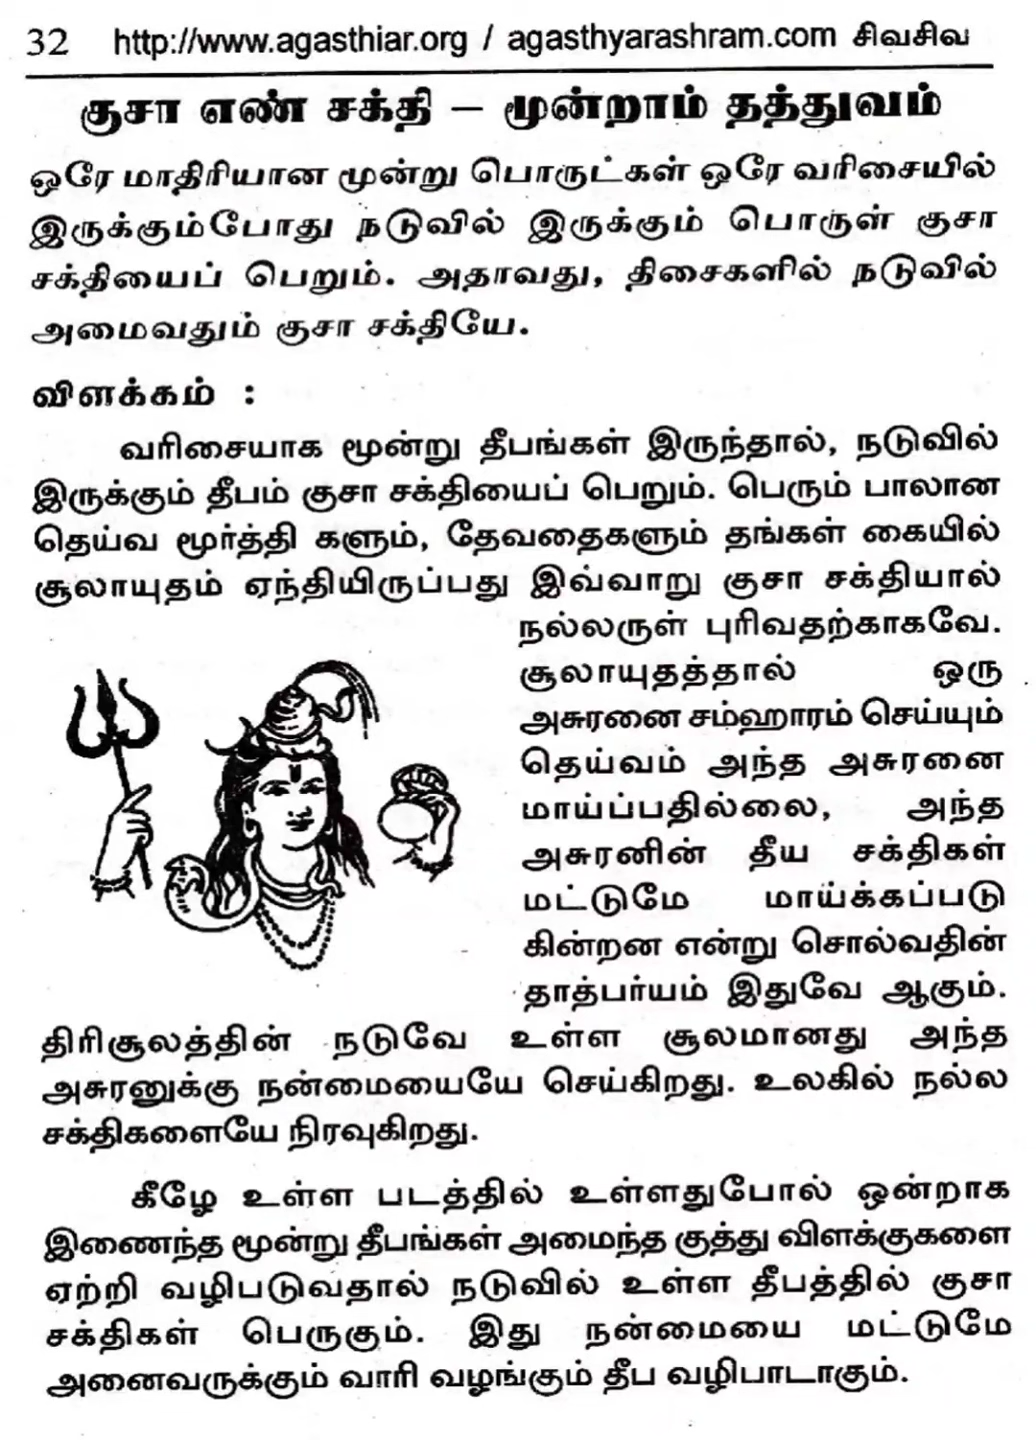 32 http://www.agasthiar.org / agasthyarashram.com சிவசிவ
குசா எண் சக்தி – மூன்றாம் தத்துவம்
ஒரே மாதிரியான மூன்று பொருட்கள் ஒரே வரிசையில்
இருக்கும்போது நடுவில் இருக்கும் பொருள் குசா
சக்தியைப் பெறும். அதாவது, திசைகளில் நடுவில்
அமைவதும் குசா சக்தியே.
விளக்கம் :
வரிசையாக மூன்று தீபங்கள் இருந்தால், நடுவில்
இருக்கும் தீபம் குசா சக்தியைப் பெறும். பெரும் பாலான
தெய்வ மூர்த்தி களும், தேவதைகளும் தங்கள் கையில்
சூலாயுதம் ஏந்தியிருப்பது இவ்வாறு குசா சக்தியால்
நல்லருள் புரிவதற்காகவே.
சூலாயுதத்தால் ஒரு
அசுரனை சம்ஹாரம் செய்யும்
தெய்வம் அந்த அசுரனை
மாய்ப்பதில்லை, அந்த
அசுரனின் தீய சக்திகள்
மட்டுமே மாய்க்கப்படு
கின்றன என்று சொல்வதின்
தாத்பர்யம் இதுவே ஆகும்.
திரிசூலத்தின் நடுவே உள்ள சூலமானது அந்த
அசுரனுக்கு நன்மையையே செய்கிறது. உலகில் நல்ல
சக்திகளையே நிரவுகிறது.
கீழே உள்ள படத்தில் உள்ளதுபோல் ஒன்றாக
இணைந்த மூன்று தீபங்கள் அமைந்த குத்து விளக்குகளை
ஏற்றி வழிபடுவதால் நடுவில் உள்ள தீபத்தில் குசா
சக்திகள் பெருகும். இது நன்மையை மட்டுமே
அனைவருக்கும் வாரி வழங்கும் தீப வழிபாடாகும்.